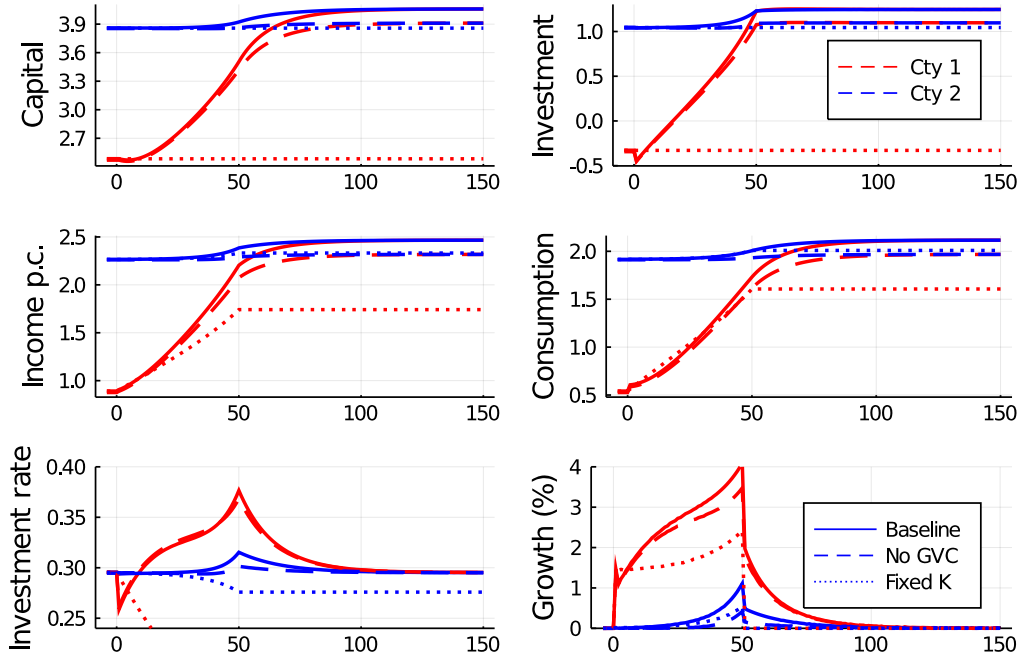 Capital
3.9
3.6
3.3
3.0
2.7
0 50 100 150
Investment
1.0
0.5
0.0
-0.5
0 50 100 150
Cty 1
Cty 2
Income p.c.
2.5
2.0
1.5
1.0
0 50 100 150
Consumption
2.0
1.5
1.0
0.5
0 50 100 150
Investment rate
0.40
0.35
0.30
0.25
0 50 100 150
Growth (%)
4
3
2
1
0
0 50 100 150
Baseline
No GVC
Fixed K